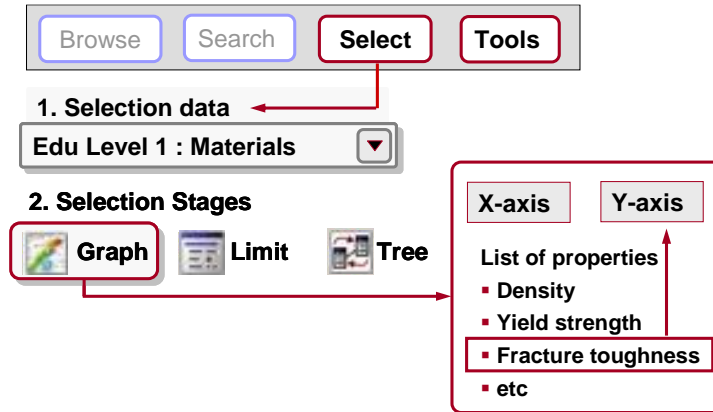 Browse Search Select Tools
1. Selection data
Edu Level 1 : Materials
2. Selection Stages
Graph Limit Tree
X-axis Y-axis
List of properties
▪ Density
▪ Yield strength
▪ Fracture toughness
▪ etc